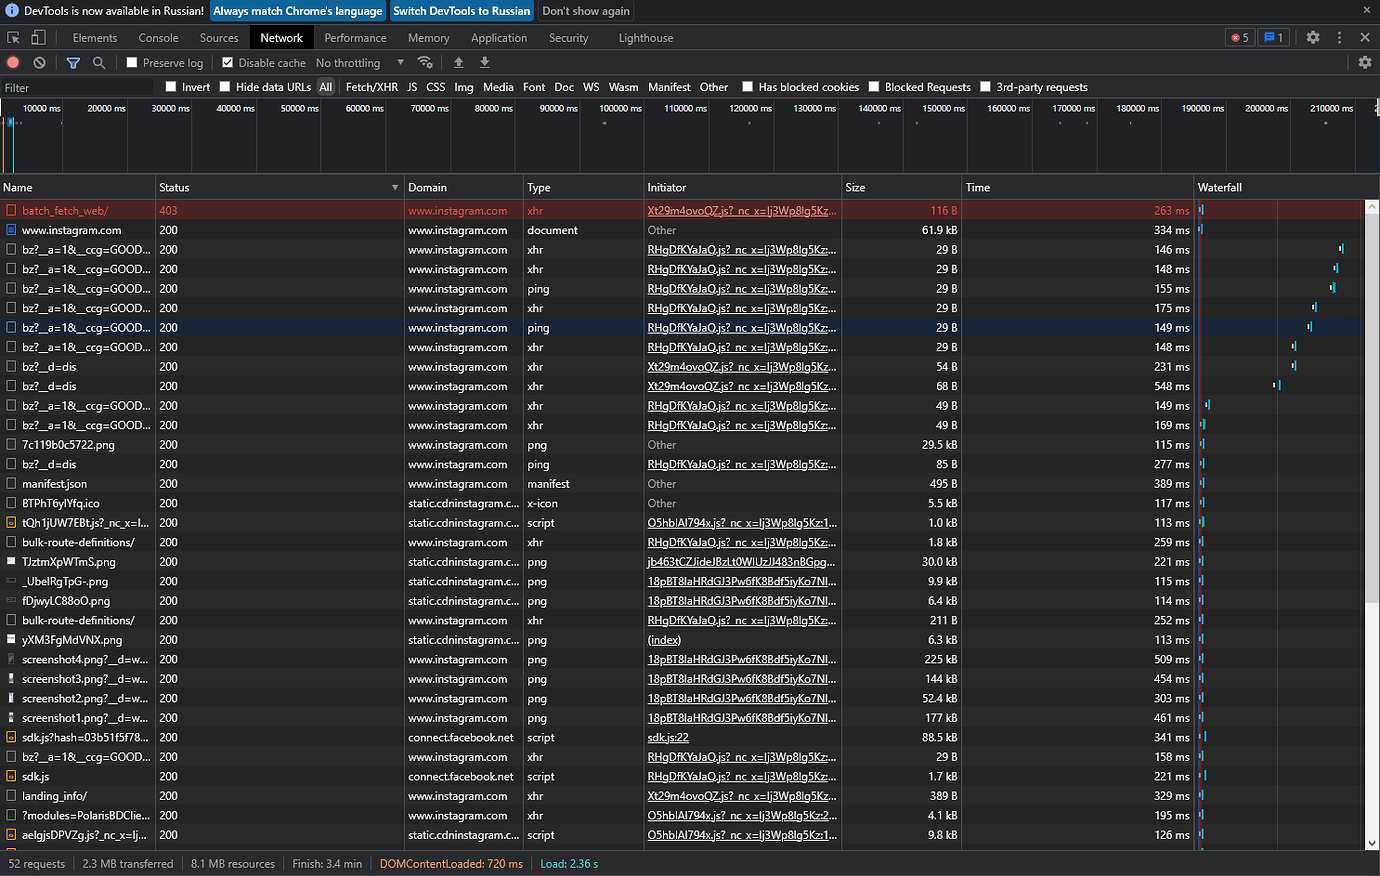 DevTools is now available in Russian! Always match Chrome's language Switch DevTools to Russian Don't show again
Elements Console Sources Network Performance Memory Application Security Lighthouse 5 1
Preserve log Disable cache No throttling
Filter Invert Hide data URLs All Fetch/XHR JS CSS Img Media Font Doc WS Wasm Manifest Other Has blocked cookies Blocked Requests 3rd-party requests
10000 ms 20000 ms 30000 ms 40000 ms 50000 ms 60000 ms 70000 ms 80000 ms 90000 ms 100000 ms 110000 ms 120000 ms 130000 ms 140000 ms 150000 ms 160000 ms 170000 ms 180000 ms 190000 ms 200000 ms 210000 ms
Name Status Domain Type Initiator Size Time Waterfall
batch_fetch_web/ 403 www.instagram.com xhr Xt29m4ovoQZ.js?_nc_x=Ij3Wp8lg5Kz:... 116 B 263 ms
www.instagram.com 200 www.instagram.com document Other 61.9 kB 334 ms
bz?__a=1&__ccg=GOOD... 200 www.instagram.com xhr RHgDfKYaJaQ.js?_nc_x=Ij3Wp8lg5Kz:... 29 B 146 ms
bz?__a=1&__ccg=GOOD... 200 www.instagram.com xhr RHgDfKYaJaQ.js?_nc_x=Ij3Wp8lg5Kz:... 29 B 148 ms
bz?__a=1&__ccg=GOOD... 200 www.instagram.com ping RHgDfKYaJaQ.js?_nc_x=Ij3Wp8lg5Kz:... 29 B 155 ms
bz?__a=1&__ccg=GOOD... 200 www.instagram.com xhr RHgDfKYaJaQ.js?_nc_x=Ij3Wp8lg5Kz:... 29 B 175 ms
bz?__a=1&__ccg=GOOD... 200 www.instagram.com ping RHgDfKYaJaQ.js?_nc_x=Ij3Wp8lg5Kz:... 29 B 149 ms
bz?__a=1&__ccg=GOOD... 200 www.instagram.com xhr RHgDfKYaJaQ.js?_nc_x=Ij3Wp8lg5Kz:... 29 B 148 ms
bz?__d=dis 200 www.instagram.com xhr Xt29m4ovoQZ.js?_nc_x=Ij3Wp8lg5Kz:... 54 B 231 ms
bz?__d=dis 200 www.instagram.com xhr Xt29m4ovoQZ.js?_nc_x=Ij3Wp8lg5Kz:... 68 B 548 ms
bz?__a=1&__ccg=GOOD... 200 www.instagram.com xhr RHgDfKYaJaQ.js?_nc_x=Ij3Wp8lg5Kz:... 49 B 149 ms
bz?__a=1&__ccg=GOOD... 200 www.instagram.com xhr RHgDfKYaJaQ.js?_nc_x=Ij3Wp8lg5Kz:... 49 B 169 ms
7c119b0c5722.png 200 www.instagram.com png Other 29.5 kB 115 ms
bz?__d=dis 200 www.instagram.com ping RHgDfKYaJaQ.js?_nc_x=Ij3Wp8lg5Kz:... 85 B 277 ms
manifest.json 200 www.instagram.com manifest Other 495 B 389 ms
BTPhT6yIYfq.ico 200 static.cdninstagram.c... x-icon Other 5.5 kB 117 ms
tQh1jUW7EBt.js?_nc_x=I... 200 static.cdninstagram.c... script O5hblAI794x.js?_nc_x=Ij3Wp8lg5Kz:1... 1.0 kB 113 ms
bulk-route-definitions/ 200 www.instagram.com xhr RHgDfKYaJaQ.js?_nc_x=Ij3Wp8lg5Kz:... 1.8 kB 259 ms
TJztmXpWTmS.png 200 static.cdninstagram.c... png jb463tCZJideJBzLt0WlUzJJ483nBGpg... 30.0 kB 221 ms
_UbelRgTpG-.png 200 static.cdninstagram.c... png 18pBT8laHRdGJ3Pw6fK8Bdf5iyKo7Nl... 9.9 kB 115 ms
fDjwyLC88oO.png 200 static.cdninstagram.c... png 18pBT8laHRdGJ3Pw6fK8Bdf5iyKo7Nl... 6.4 kB 114 ms
bulk-route-definitions/ 200 www.instagram.com xhr RHgDfKYaJaQ.js?_nc_x=Ij3Wp8lg5Kz:... 211 B 252 ms
yXM3FgMdVNX.png 200 static.cdninstagram.c... png (index) 6.3 kB 113 ms
screenshot4.png?__d=w... 200 www.instagram.com png 18pBT8laHRdGJ3Pw6fK8Bdf5iyKo7Nl... 225 kB 509 ms
screenshot3.png?__d=w... 200 www.instagram.com png 18pBT8laHRdGJ3Pw6fK8Bdf5iyKo7Nl... 144 kB 454 ms
screenshot2.png?__d=w... 200 www.instagram.com png 18pBT8laHRdGJ3Pw6fK8Bdf5iyKo7Nl... 52.4 kB 303 ms
screenshot1.png?__d=w... 200 www.instagram.com png 18pBT8laHRdGJ3Pw6fK8Bdf5iyKo7Nl... 177 kB 461 ms
sdk.js?hash=03b51f5f78... 200 connect.facebook.net script sdk.js:22 88.5 kB 341 ms
bz?__a=1&__ccg=GOOD... 200 www.instagram.com xhr RHgDfKYaJaQ.js?_nc_x=Ij3Wp8lg5Kz:... 29 B 158 ms
sdk.js 200 connect.facebook.net script RHgDfKYaJaQ.js?_nc_x=Ij3Wp8lg5Kz:... 1.7 kB 221 ms
landing_info/ 200 www.instagram.com xhr Xt29m4ovoQZ.js?_nc_x=Ij3Wp8lg5Kz:... 389 B 329 ms
?modules=PolarisBDClie... 200 www.instagram.com xhr O5hblAI794x.js?_nc_x=Ij3Wp8lg5Kz:2... 4.1 kB 195 ms
aelgjsDPVZg.js?_nc_x=Ij... 200 static.cdninstagram.c... script O5hblAI794x.js?_nc_x=Ij3Wp8lg5Kz:1... 9.8 kB 126 ms
52 requests 2.3 MB transferred 8.1 MB resources Finish: 3.4 min DOMContentLoaded: 720 ms Load: 2.36 s